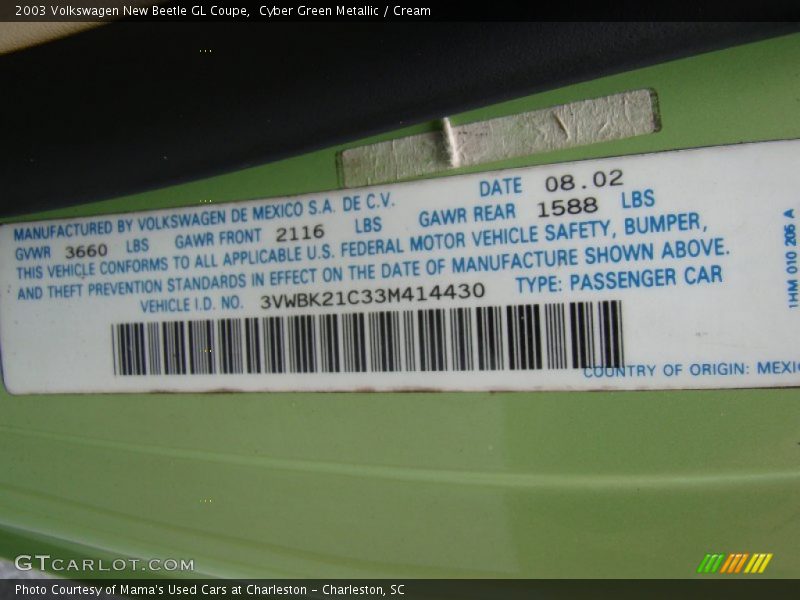 2003 Volkswagen New Beetle GL Coupe,  Cyber Green Metallic / Cream
MANUFACTURED BY VOLKSWAGEN DE MEXICO S.A. DE C.V. DATE 08.02
GVWR 3660 LBS GAWR FRONT 2116 LBS GAWR REAR 1588 LBS
THIS VEHICLE CONFORMS TO ALL APPLICABLE U.S. FEDERAL MOTOR VEHICLE SAFETY, BUMPER,
AND THEFT PREVENTION STANDARDS IN EFFECT ON THE DATE OF MANUFACTURE SHOWN ABOVE.
VEHICLE I.D. NO. 3VWBK21C33M414430 TYPE: PASSENGER CAR
COUNTRY OF ORIGIN: MEXIC
1HM 010 206 A
GTCARLOT.COM
Photo Courtesy of Mama's Used Cars at Charleston – Charleston, SC